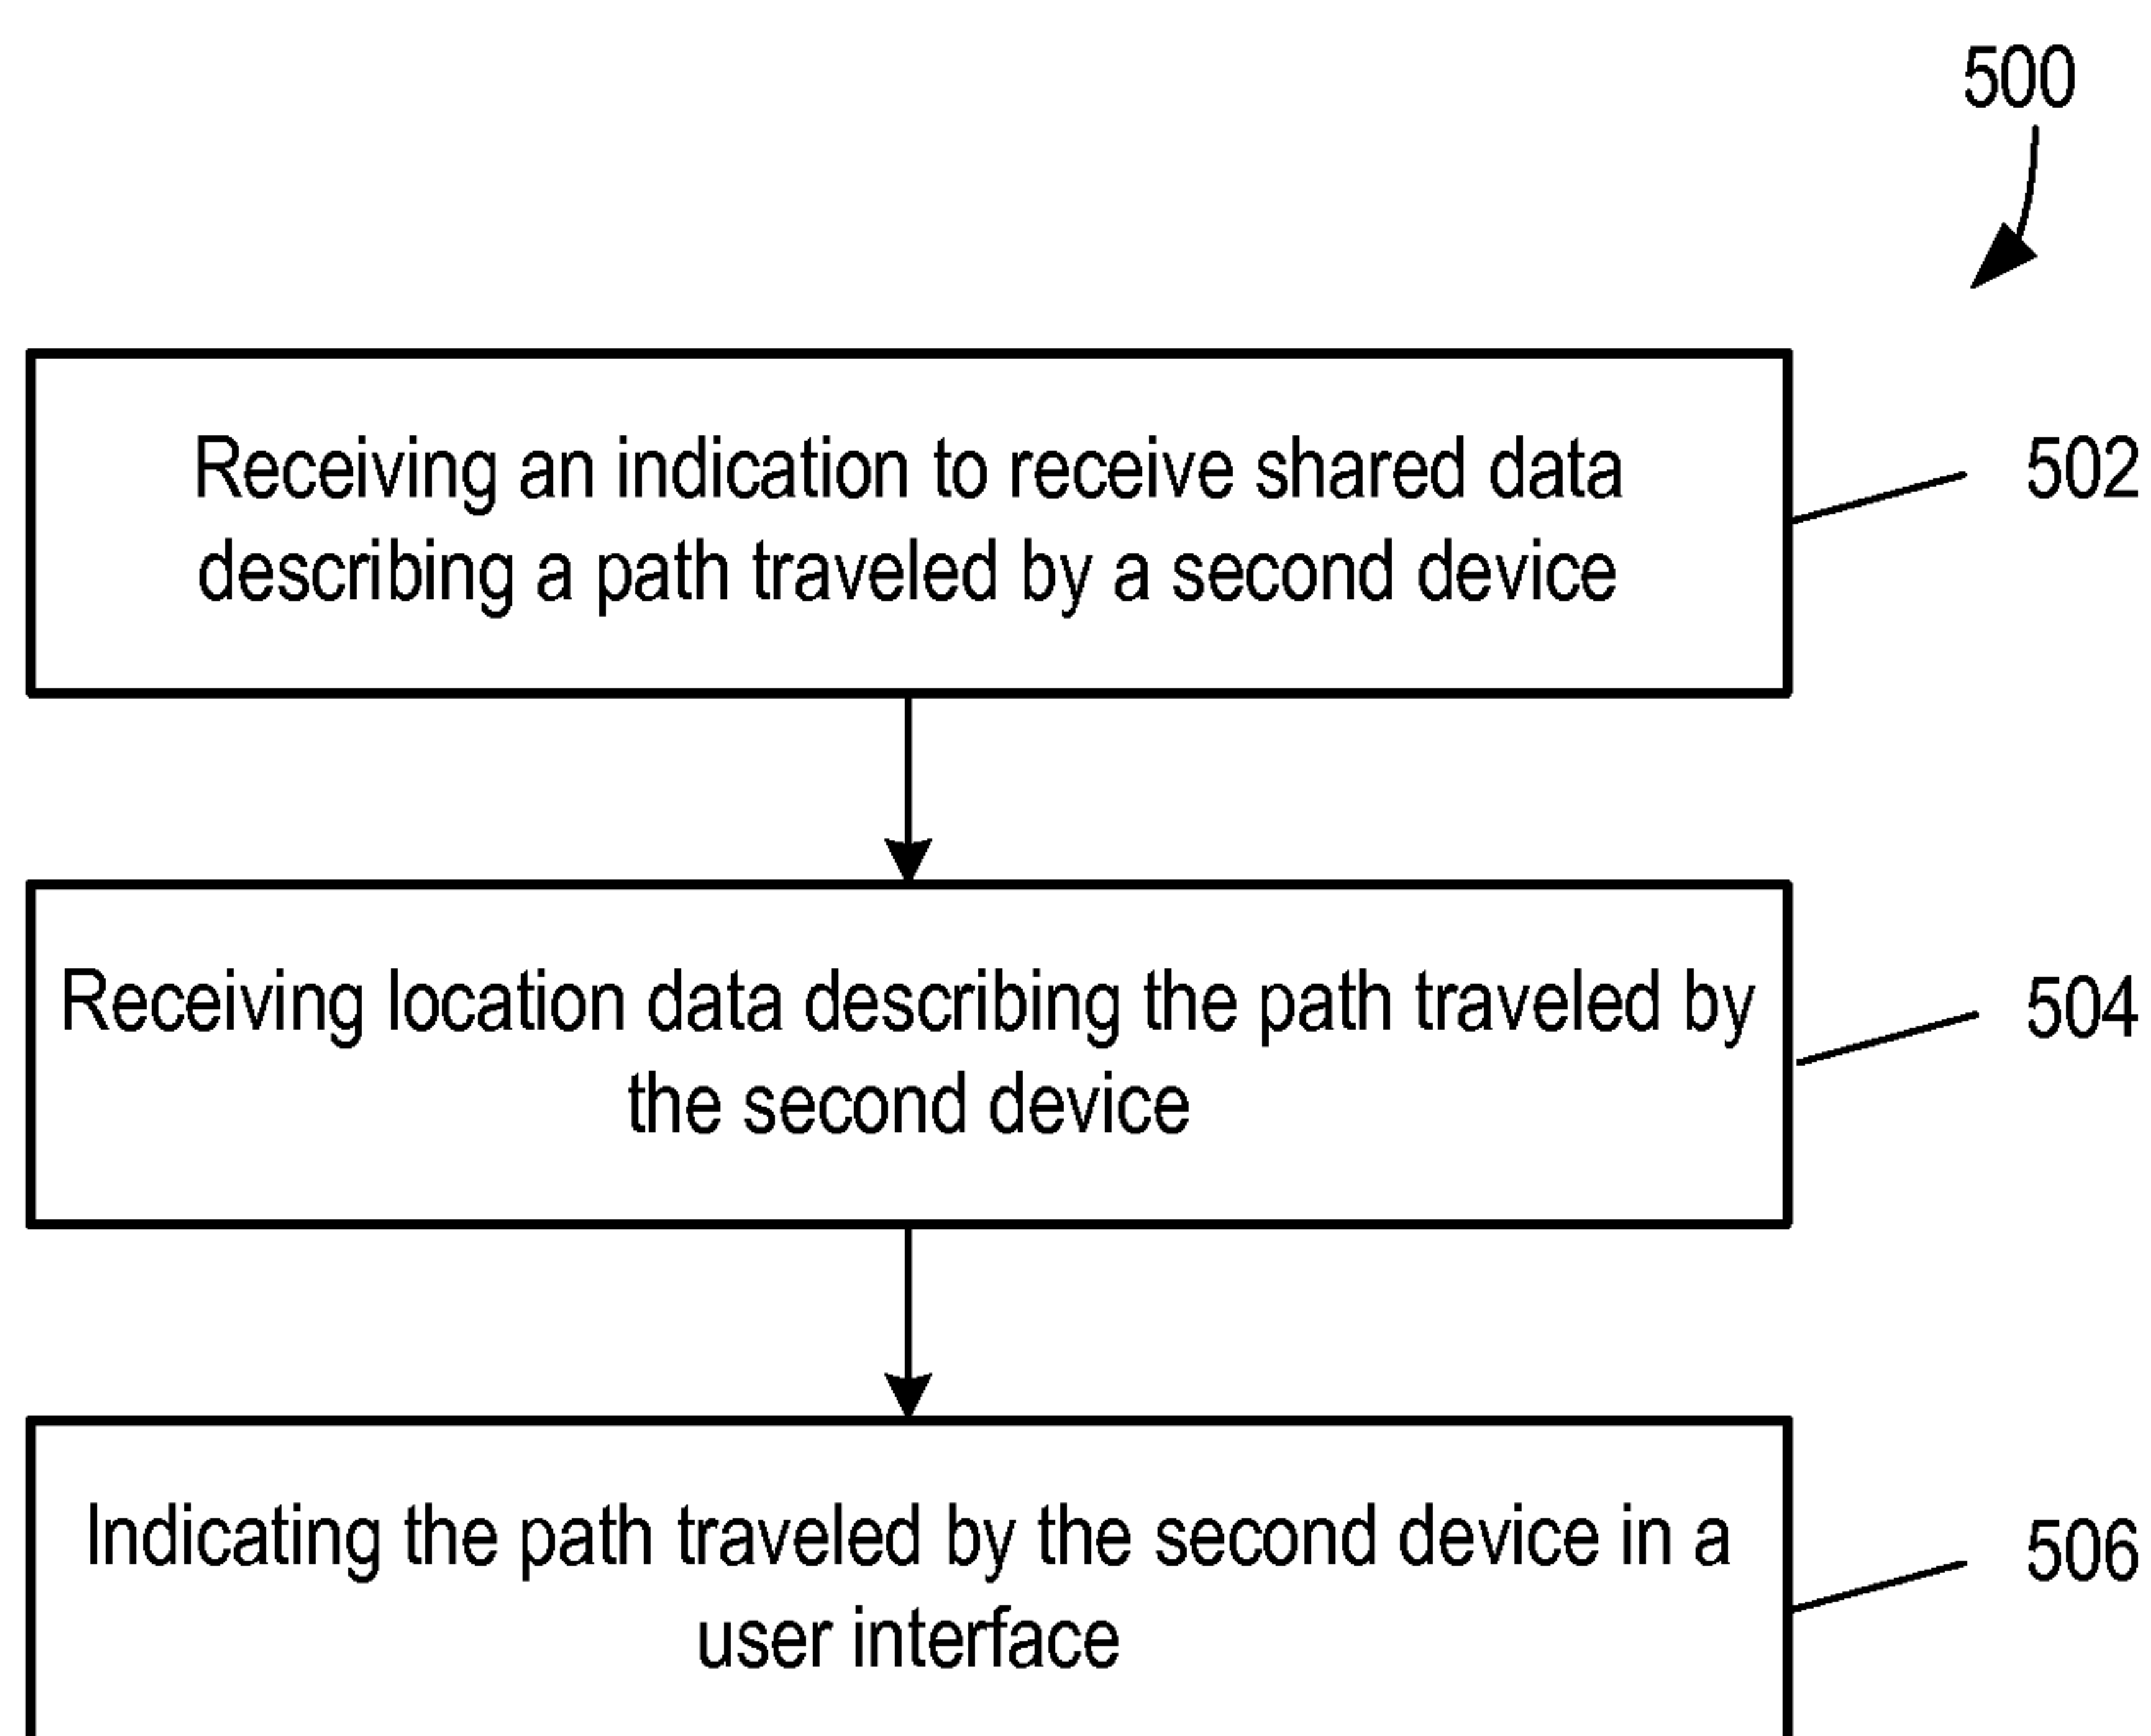 500
Receiving an indication to receive shared data
describing a path traveled by a second device
502
Receiving location data describing the path traveled by
the second device
504
Indicating the path traveled by the second device in a
user interface
506